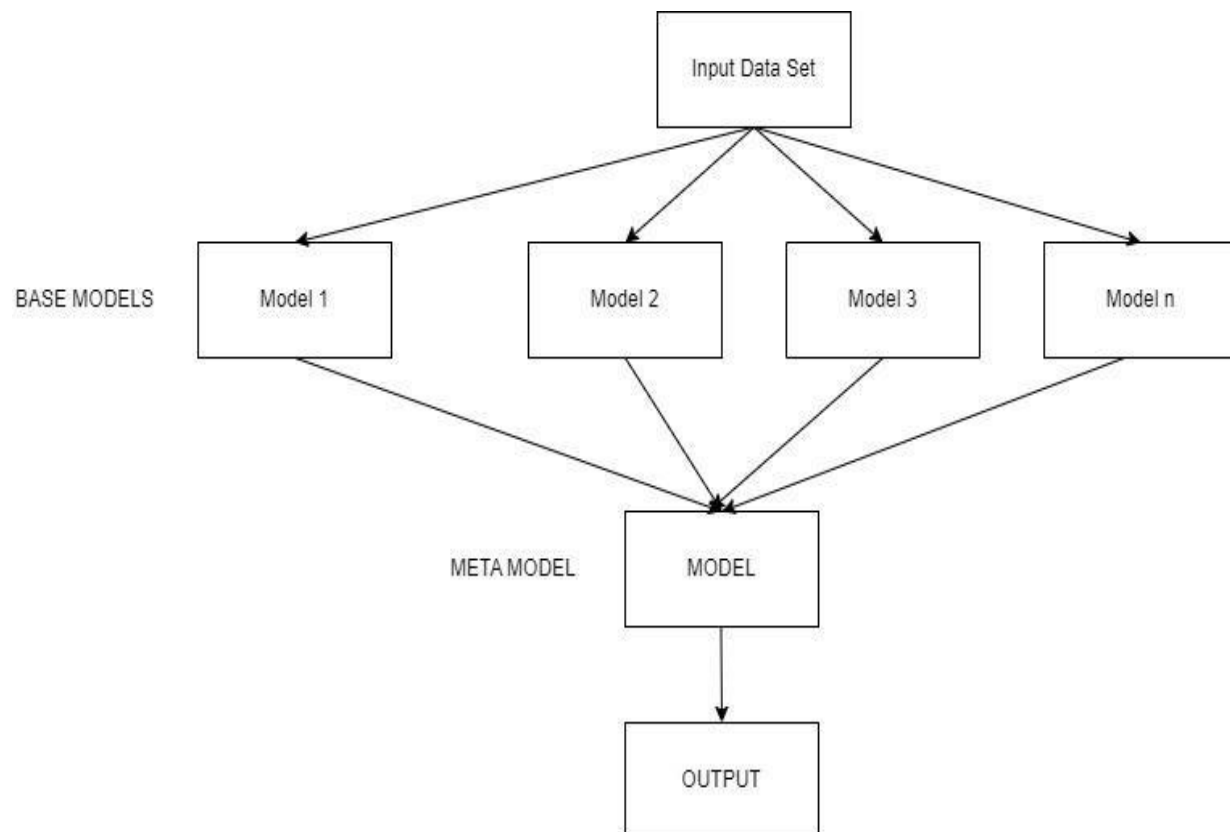 Input Data Set
BASE MODELS
Model 1
Model 2
Model 3
Model n
META MODEL
MODEL
OUTPUT